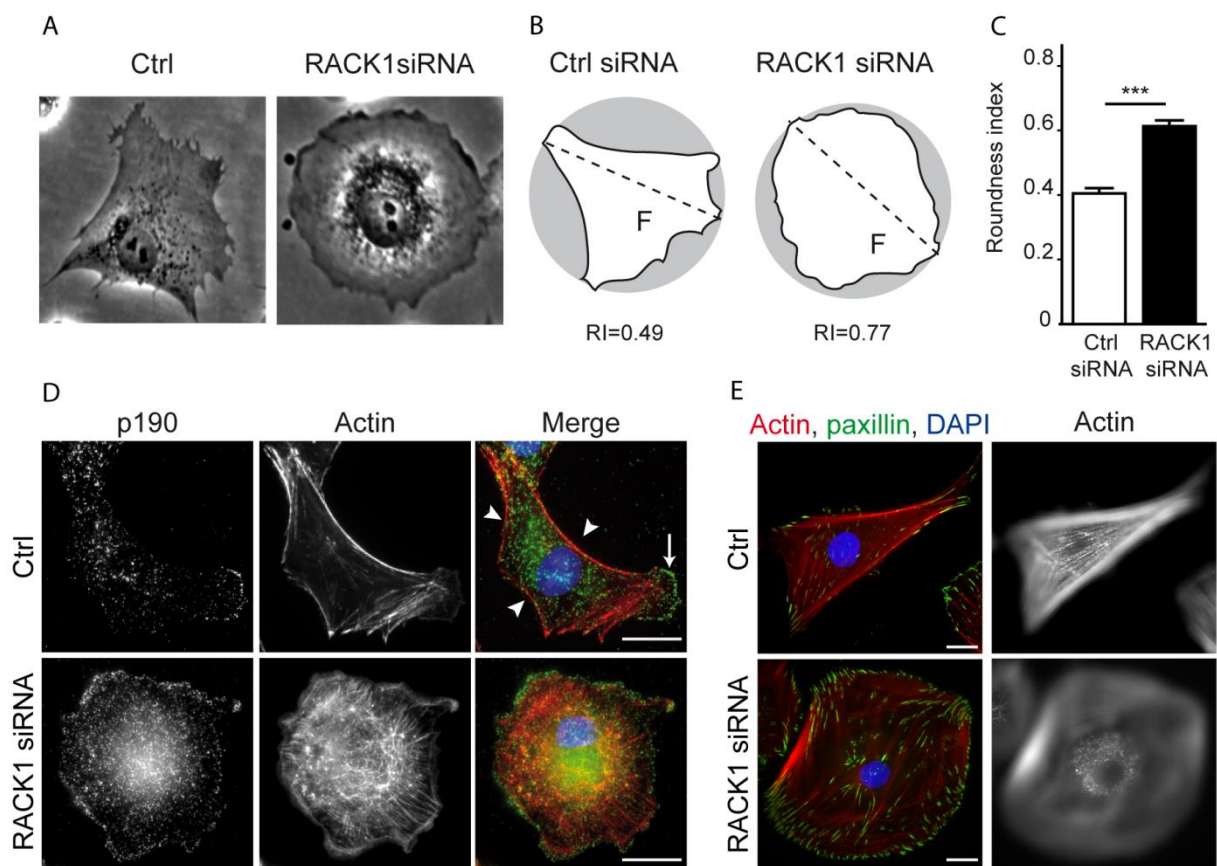 A
Ctrl
RACK1siRNA
B
Ctrl siRNA
RACK1 siRNA
F
F
RI=0.49
RI=0.77
C
Roundness index
0.8
0.6
0.4
0.2
0
***
Ctrl
siRNA
RACK1
siRNA
D
p190
Actin
Merge
Ctrl
RACK1 siRNA
E
Actin, paxillin, DAPI
Actin
Ctrl
RACK1 siRNA